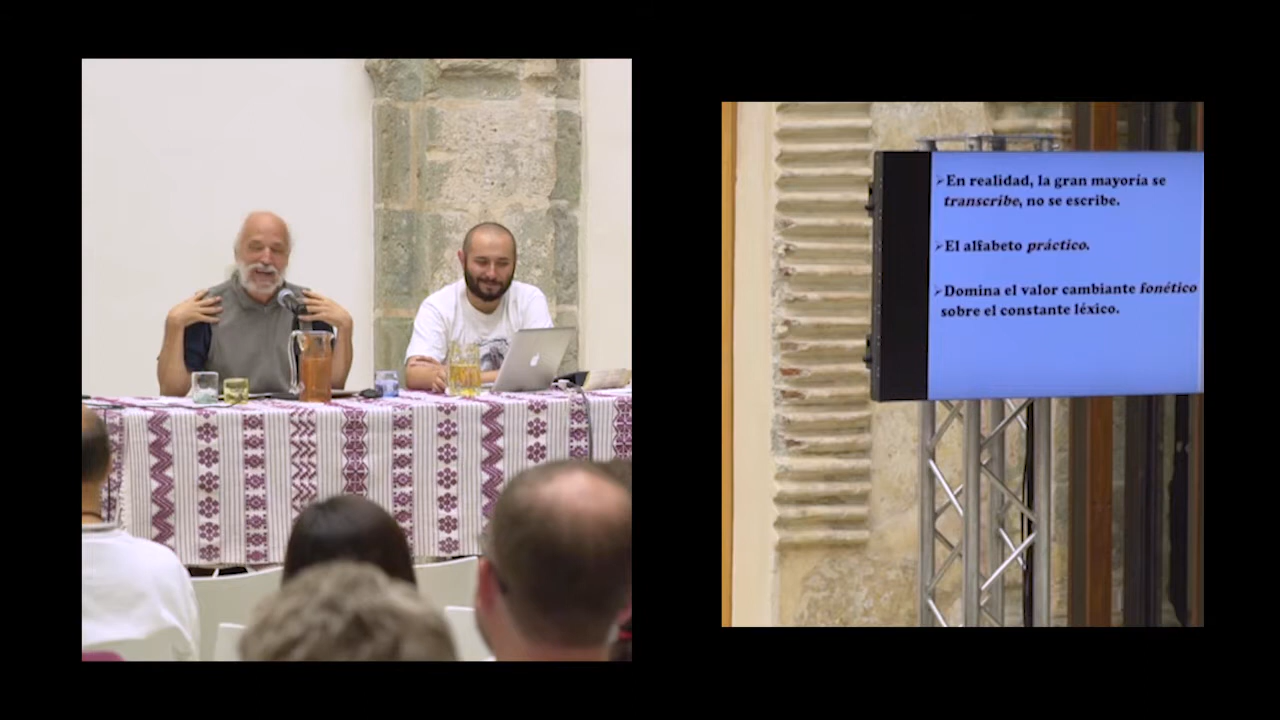 ➢En realidad, la gran mayoría se
transcribe, no se escribe.
➢El alfabeto práctico.
➢Domina el valor cambiante fonético
sobre el constante léxico.